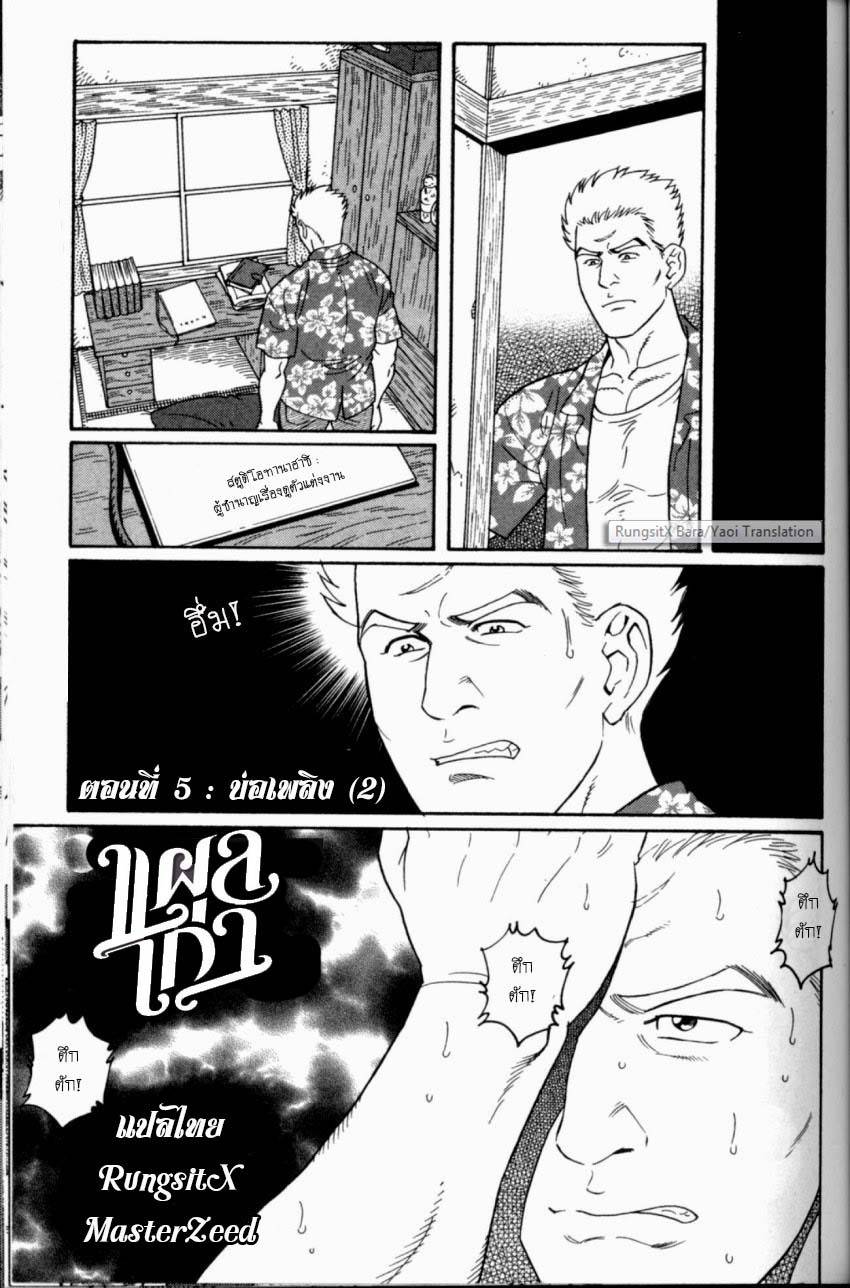 สตูดิโอทานาฮาชิ :
ผู้ชำนาญเรื่องดูตัวแต่งงาน
RungsitX Bara/Yaoi Translation
ฮึ่ม!
ตอนที่ 5 : บ่อเพลิง (2)
แผล
เก่า
ตึก
ตัก!
ตึก
ตัก!
ตึก
ตัก!
แปลไทย
RungsitX
MasterZeed